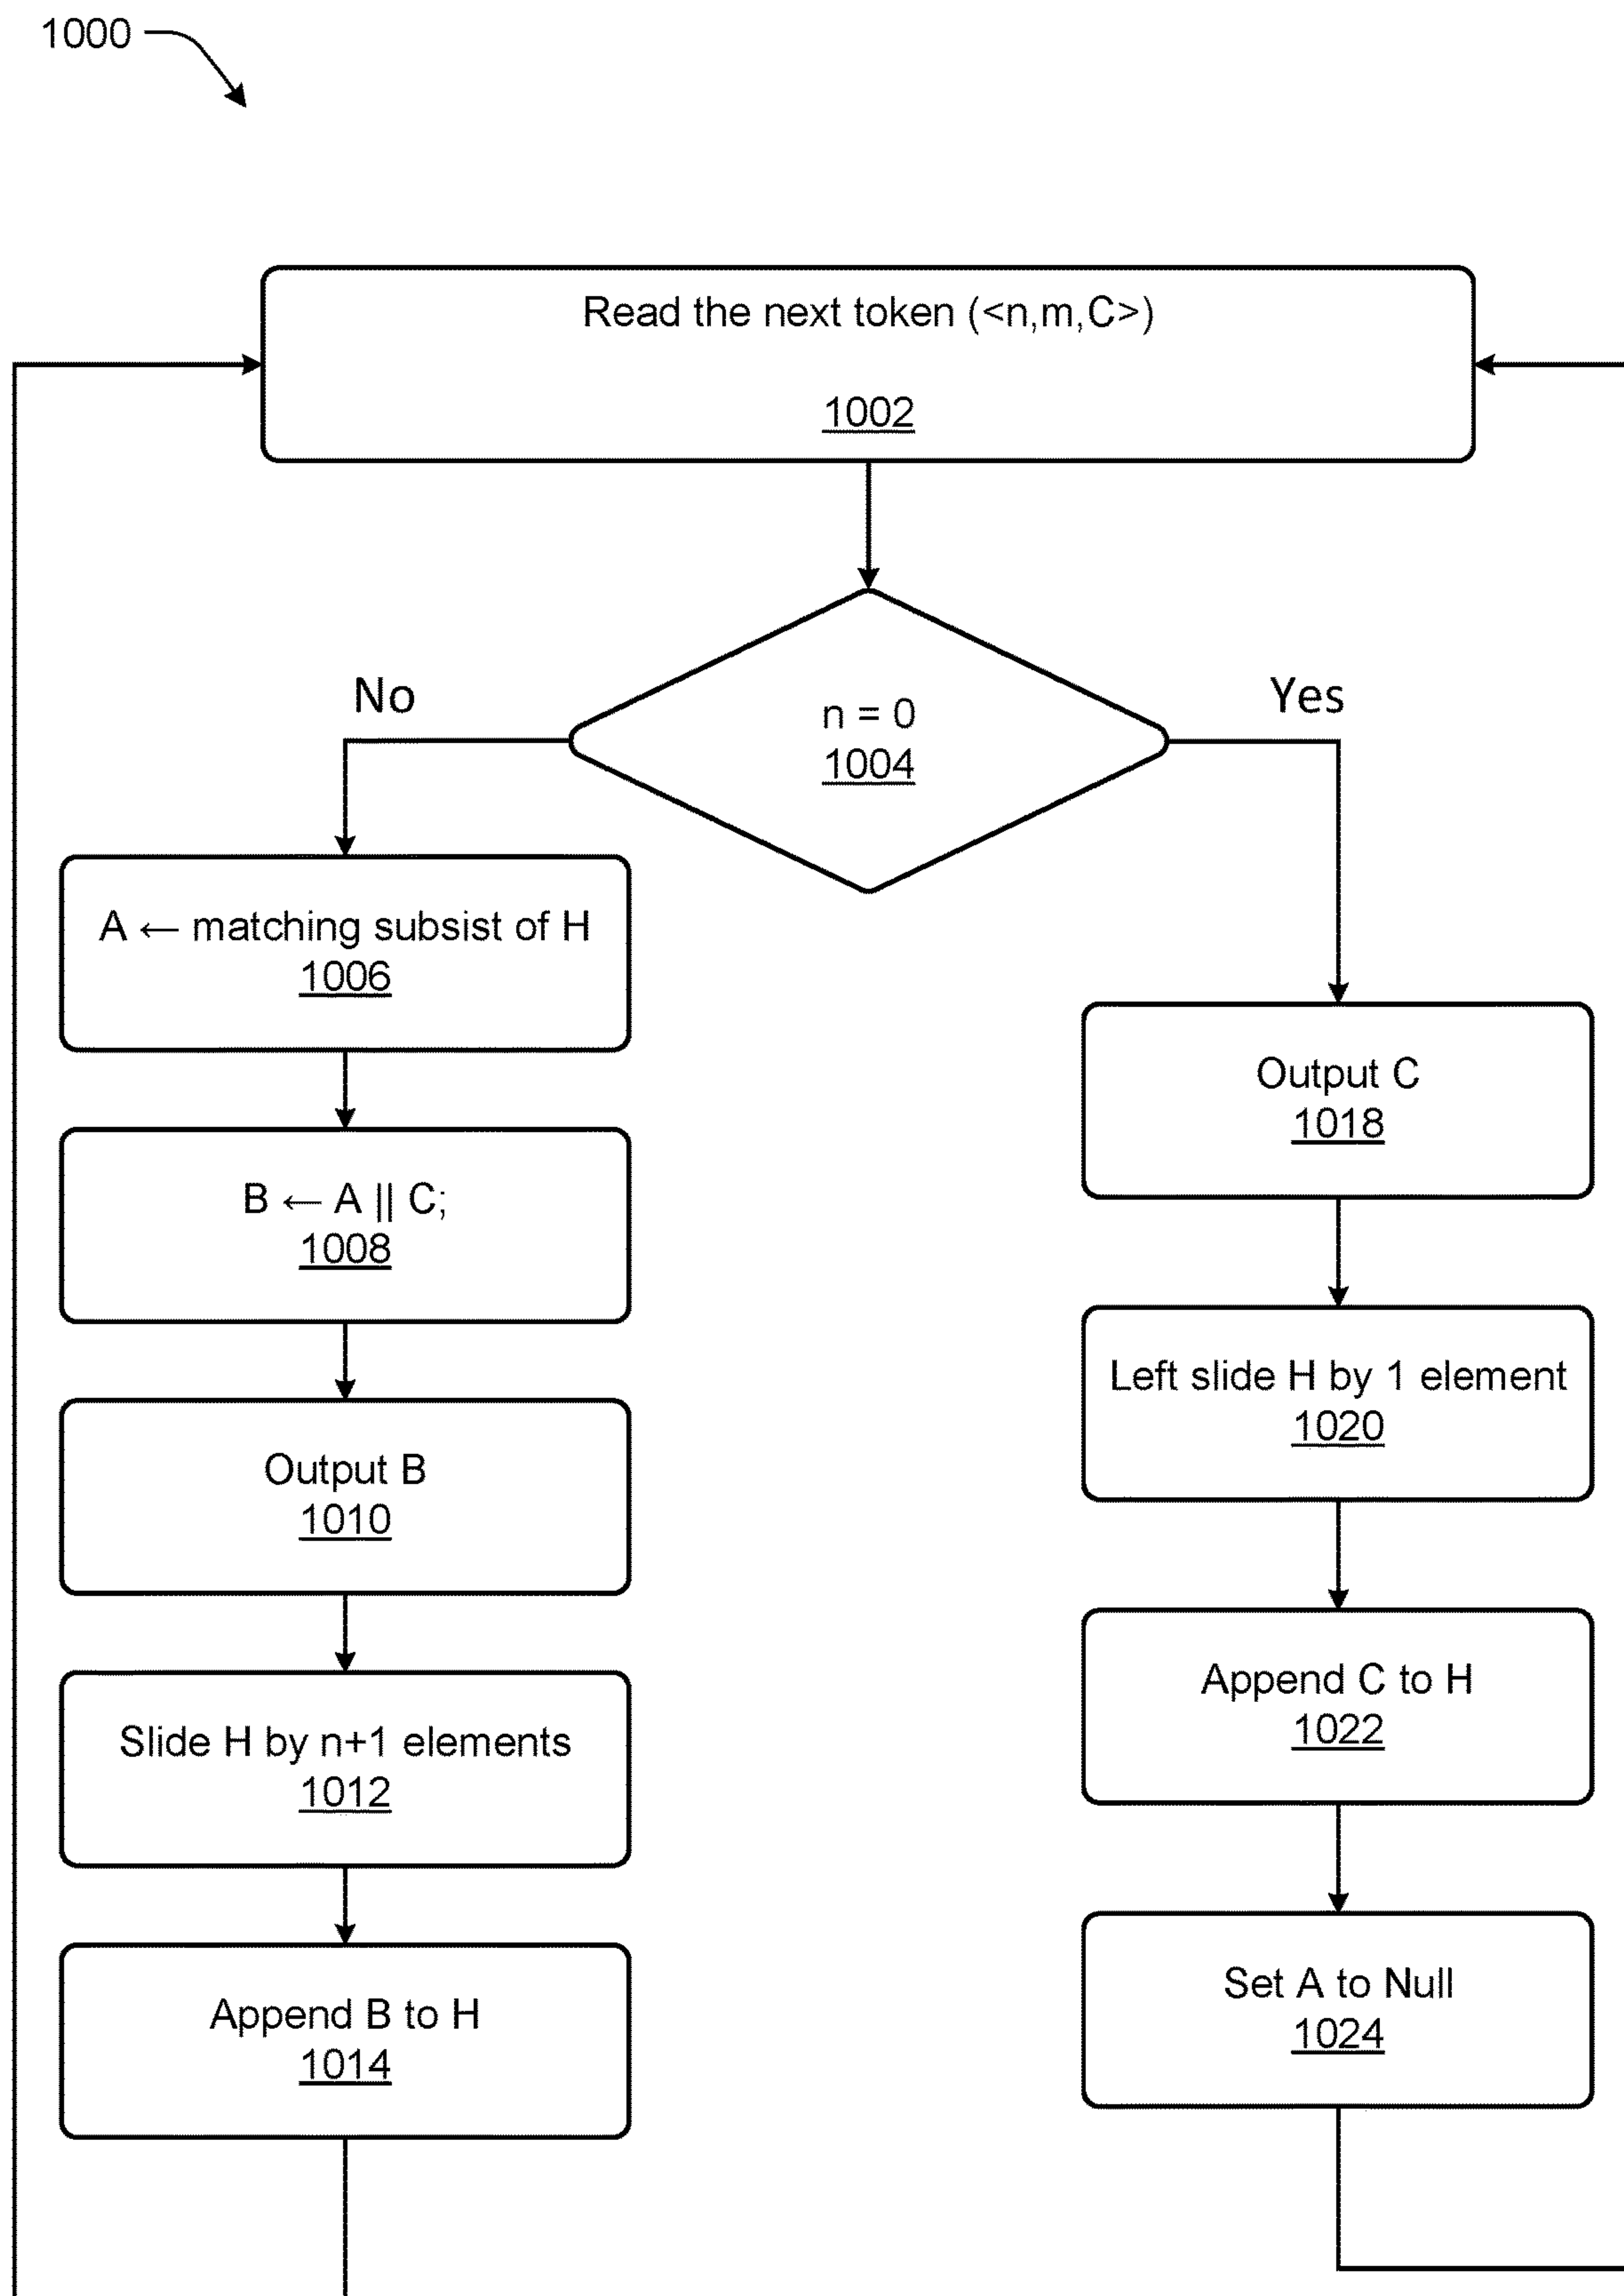 1000
Read the next token (<n,m,C>)
1002
No
Yes
n = 0
1004
A ← matching subsist of H
1006
B ← A || C;
1008
Output B
1010
Slide H by n+1 elements
1012
Append B to H
1014
Output C
1018
Left slide H by 1 element
1020
Append C to H
1022
Set A to Null
1024